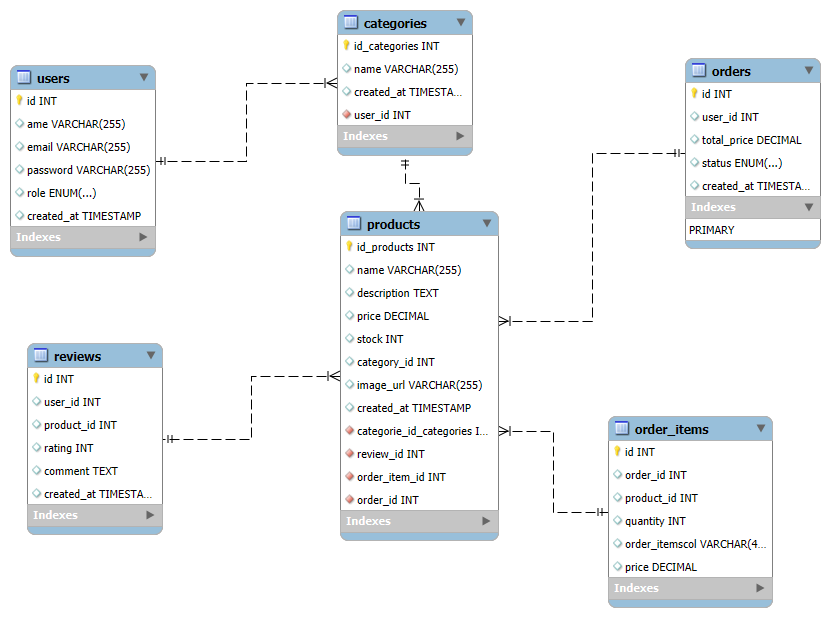 categories
id_categories INT
name VARCHAR(255)
created_at TIMESTA...
user_id INT
Indexes
users
id INT
ame VARCHAR(255)
email VARCHAR(255)
password VARCHAR(255)
role ENUM(...)
created_at TIMESTAMP
Indexes
orders
id INT
user_id INT
total_price DECIMAL
status ENUM(...)
created_at TIMESTA...
Indexes
PRIMARY
products
id_products INT
name VARCHAR(255)
description TEXT
price DECIMAL
stock INT
category_id INT
image_url VARCHAR(255)
created_at TIMESTAMP
categorie_id_categories I...
review_id INT
order_item_id INT
order_id INT
Indexes
reviews
id INT
user_id INT
product_id INT
rating INT
comment TEXT
created_at TIMESTA...
Indexes
order_items
id INT
order_id INT
product_id INT
quantity INT
order_itemscol VARCHAR(4...
price DECIMAL
Indexes